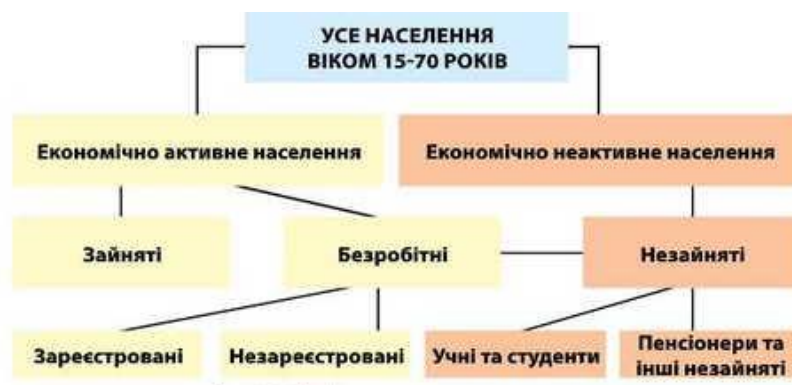 УСЕ НАСЕЛЕННЯ
ВІКОМ 15-70 РОКІВ
Економічно активне населення
Економічно неактивне населення
Зайняті
Безробітні
Незайняті
Зареєстровані
Незареєстровані
Учні та студенти
Пенсіонери та
інші незайняті